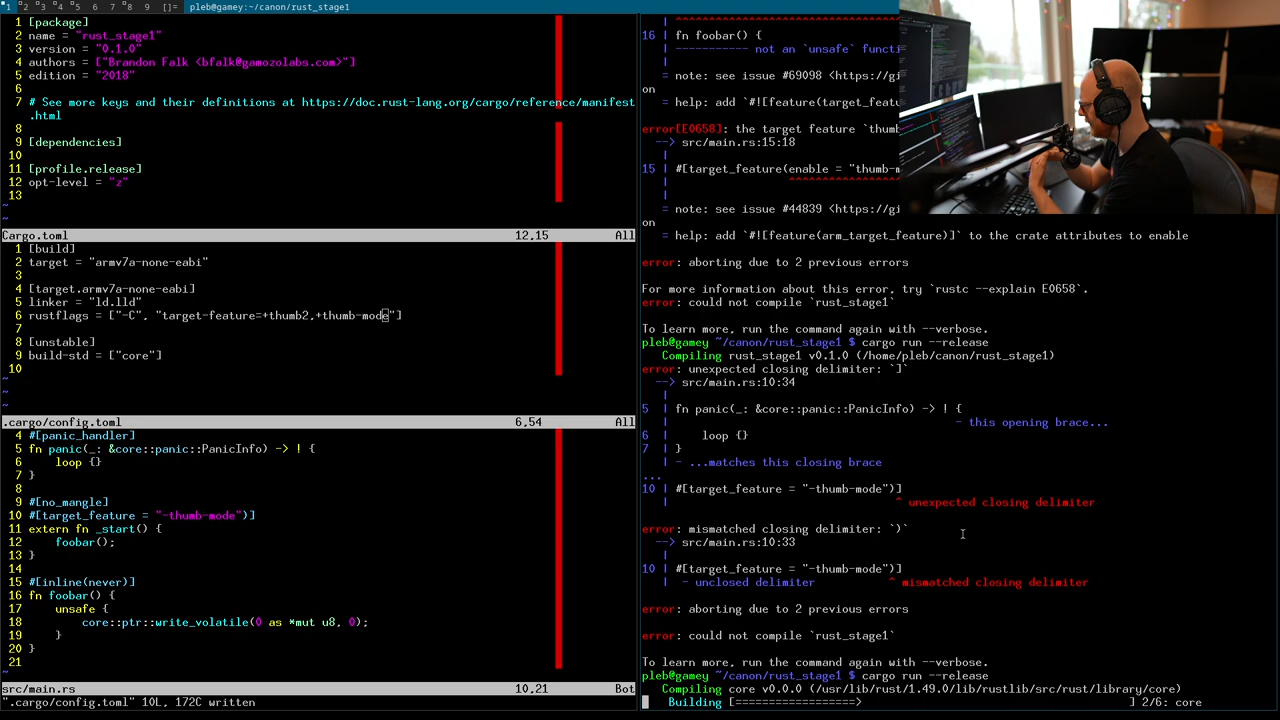 1 2 3 4 5 6 7 8 9 []= pleb@gamey:~/canon/rust_stage1
1 [package]
2 name = "rust_stage1"
3 version = "0.1.0"
4 authors = ["Brandon Falk <bfalk@gamozolabs.com>"]
5 edition = "2018"
6
7 # See more keys and their definitions at https://doc.rust-lang.org/cargo/reference/manifest
.html
8
9 [dependencies]
10
11 [profile.release]
12 opt-level = "z"
13
~
~
Cargo.toml 12,15 All
1 [build]
2 target = "armv7a-none-eabi"
3
4 [target.armv7a-none-eabi]
5 linker = "ld.lld"
6 rustflags = ["-C", "target-feature=+thumb2,+thumb-mode"]
7
8 [unstable]
9 build-std = ["core"]
10
~
~
~
.cargo/config.toml 6,54 All
4 #[panic_handler]
5 fn panic(_: &core::panic::PanicInfo) -> ! {
6 loop {}
7 }
8
9 #[no_mangle]
10 #[target_feature = "-thumb-mode")]
11 extern fn _start() {
12 foobar();
13 }
14
15 #[inline(never)]
16 fn foobar() {
17 unsafe {
18 core::ptr::write_volatile(0 as *mut u8, 0);
19 }
20 }
21
~
src/main.rs 10,21 Bot
".cargo/config.toml" 10L, 172C written
16 | fn foobar() {
| ----------- not an `unsafe` functi
|
= note: see issue #69098 <https://gi
on
= help: add `#![feature(target_featu
error[E0658]: the target feature `thumb
--> src/main.rs:15:18
|
15 | #[target_feature(enable = "thumb-m
| ^^^^^^^^^^^^^^^^^
|
= note: see issue #44839 <https://gi
on
= help: add `#![feature(arm_target_feature)]` to the crate attributes to enable
error: aborting due to 2 previous errors
For more information about this error, try `rustc --explain E0658`.
error: could not compile `rust_stage1`
To learn more, run the command again with --verbose.
pleb@gamey ~/canon/rust_stage1 $ cargo run --release
Compiling rust_stage1 v0.1.0 (/home/pleb/canon/rust_stage1)
error: unexpected closing delimiter: `]`
--> src/main.rs:10:34
|
5 | fn panic(_: &core::panic::PanicInfo) -> ! {
| - this opening brace...
6 | loop {}
7 | }
| - ...matches this closing brace
...
10 | #[target_feature = "-thumb-mode")]
| ^ unexpected closing delimiter
error: mismatched closing delimiter: `)`
--> src/main.rs:10:33
|
10 | #[target_feature = "-thumb-mode")]
| - unclosed delimiter ^ mismatched closing delimiter
error: aborting due to 2 previous errors
error: could not compile `rust_stage1`
To learn more, run the command again with --verbose.
pleb@gamey ~/canon/rust_stage1 $ cargo run --release
Compiling core v0.0.0 (/usr/lib/rust/1.49.0/lib/rustlib/src/rust/library/core)
Building [==================> ] 2/6: core